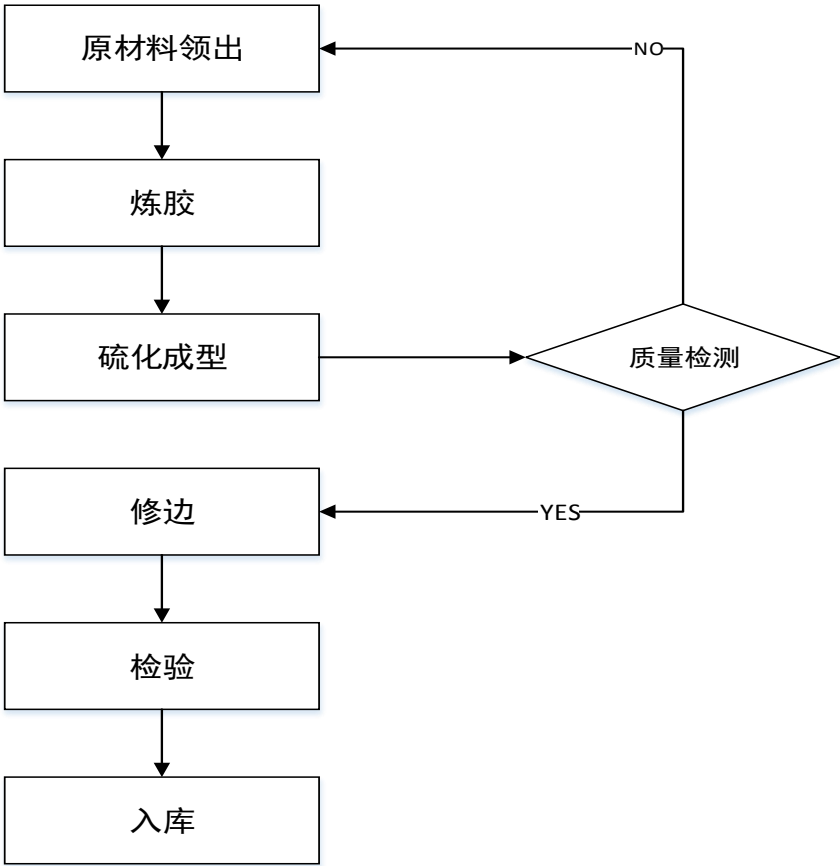 原材料领出
NO
炼胶
硫化成型
质量检测
修边
YES
检验
入库